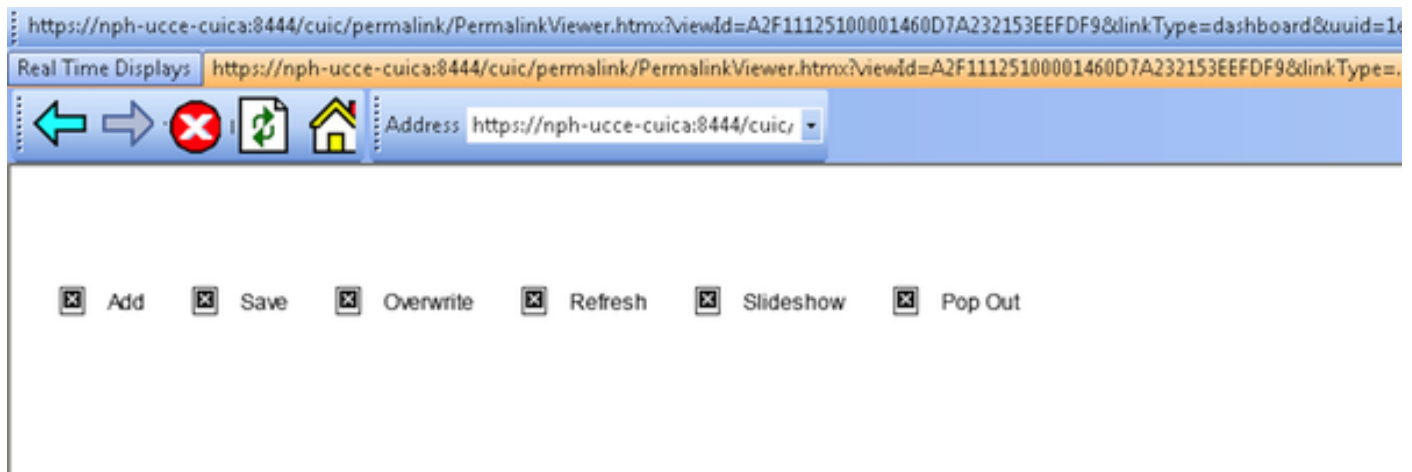 https://nph-ucce-cuica:8444/cuic/permalink/PermalinkViewer.htmx?viewId=A2F11125100001460D7A232153EEFDF9&linkType=dashboard&uuid=1e
Real Time Displays https://nph-ucce-cuica:8444/cuic/permalink/PermalinkViewer.htmx?viewId=A2F11125100001460D7A232153EEFDF9&linkType=...
Address https://nph-ucce-cuica:8444/cuic/
Add Save Overwrite Refresh Slideshow Pop Out